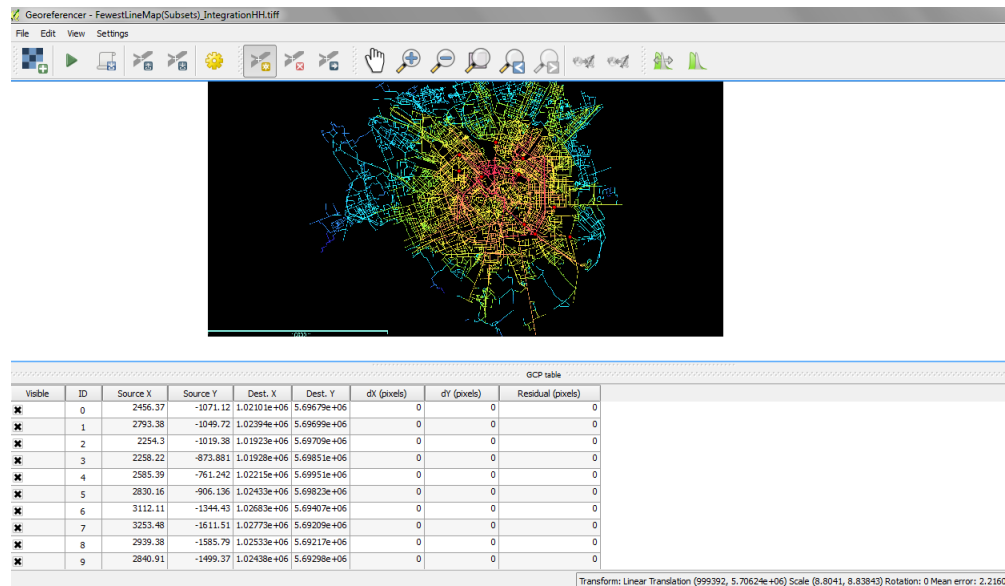 Georeferencer - FewestLineMap(Subsets)_IntegrationHH.tiff
File Edit View Settings
GCP table
Visible ID Source X Source Y Dest. X Dest. Y dX (pixels) dY (pixels) Residual (pixels)
0 2456.37 -1071.12 1.02101e+06 5.69679e+06 0 0 0
1 2793.38 -1049.72 1.02394e+06 5.69699e+06 0 0 0
2 2254.3 -1019.38 1.01923e+06 5.69709e+06 0 0 0
3 2258.22 -873.881 1.01928e+06 5.69851e+06 0 0 0
4 2585.39 -761.242 1.02215e+06 5.69951e+06 0 0 0
5 2830.16 -906.136 1.02433e+06 5.69823e+06 0 0 0
6 3112.11 -1344.43 1.02683e+06 5.69407e+06 0 0 0
7 3253.48 -1611.51 1.02773e+06 5.69209e+06 0 0 0
8 2939.38 -1585.79 1.02533e+06 5.69217e+06 0 0 0
9 2840.91 -1499.37 1.02438e+06 5.69298e+06 0 0 0
Transform: Linear Translation (999392, 5.70624e+06) Scale (8.8041, 8.83843) Rotation: 0 Mean error: 2.2160